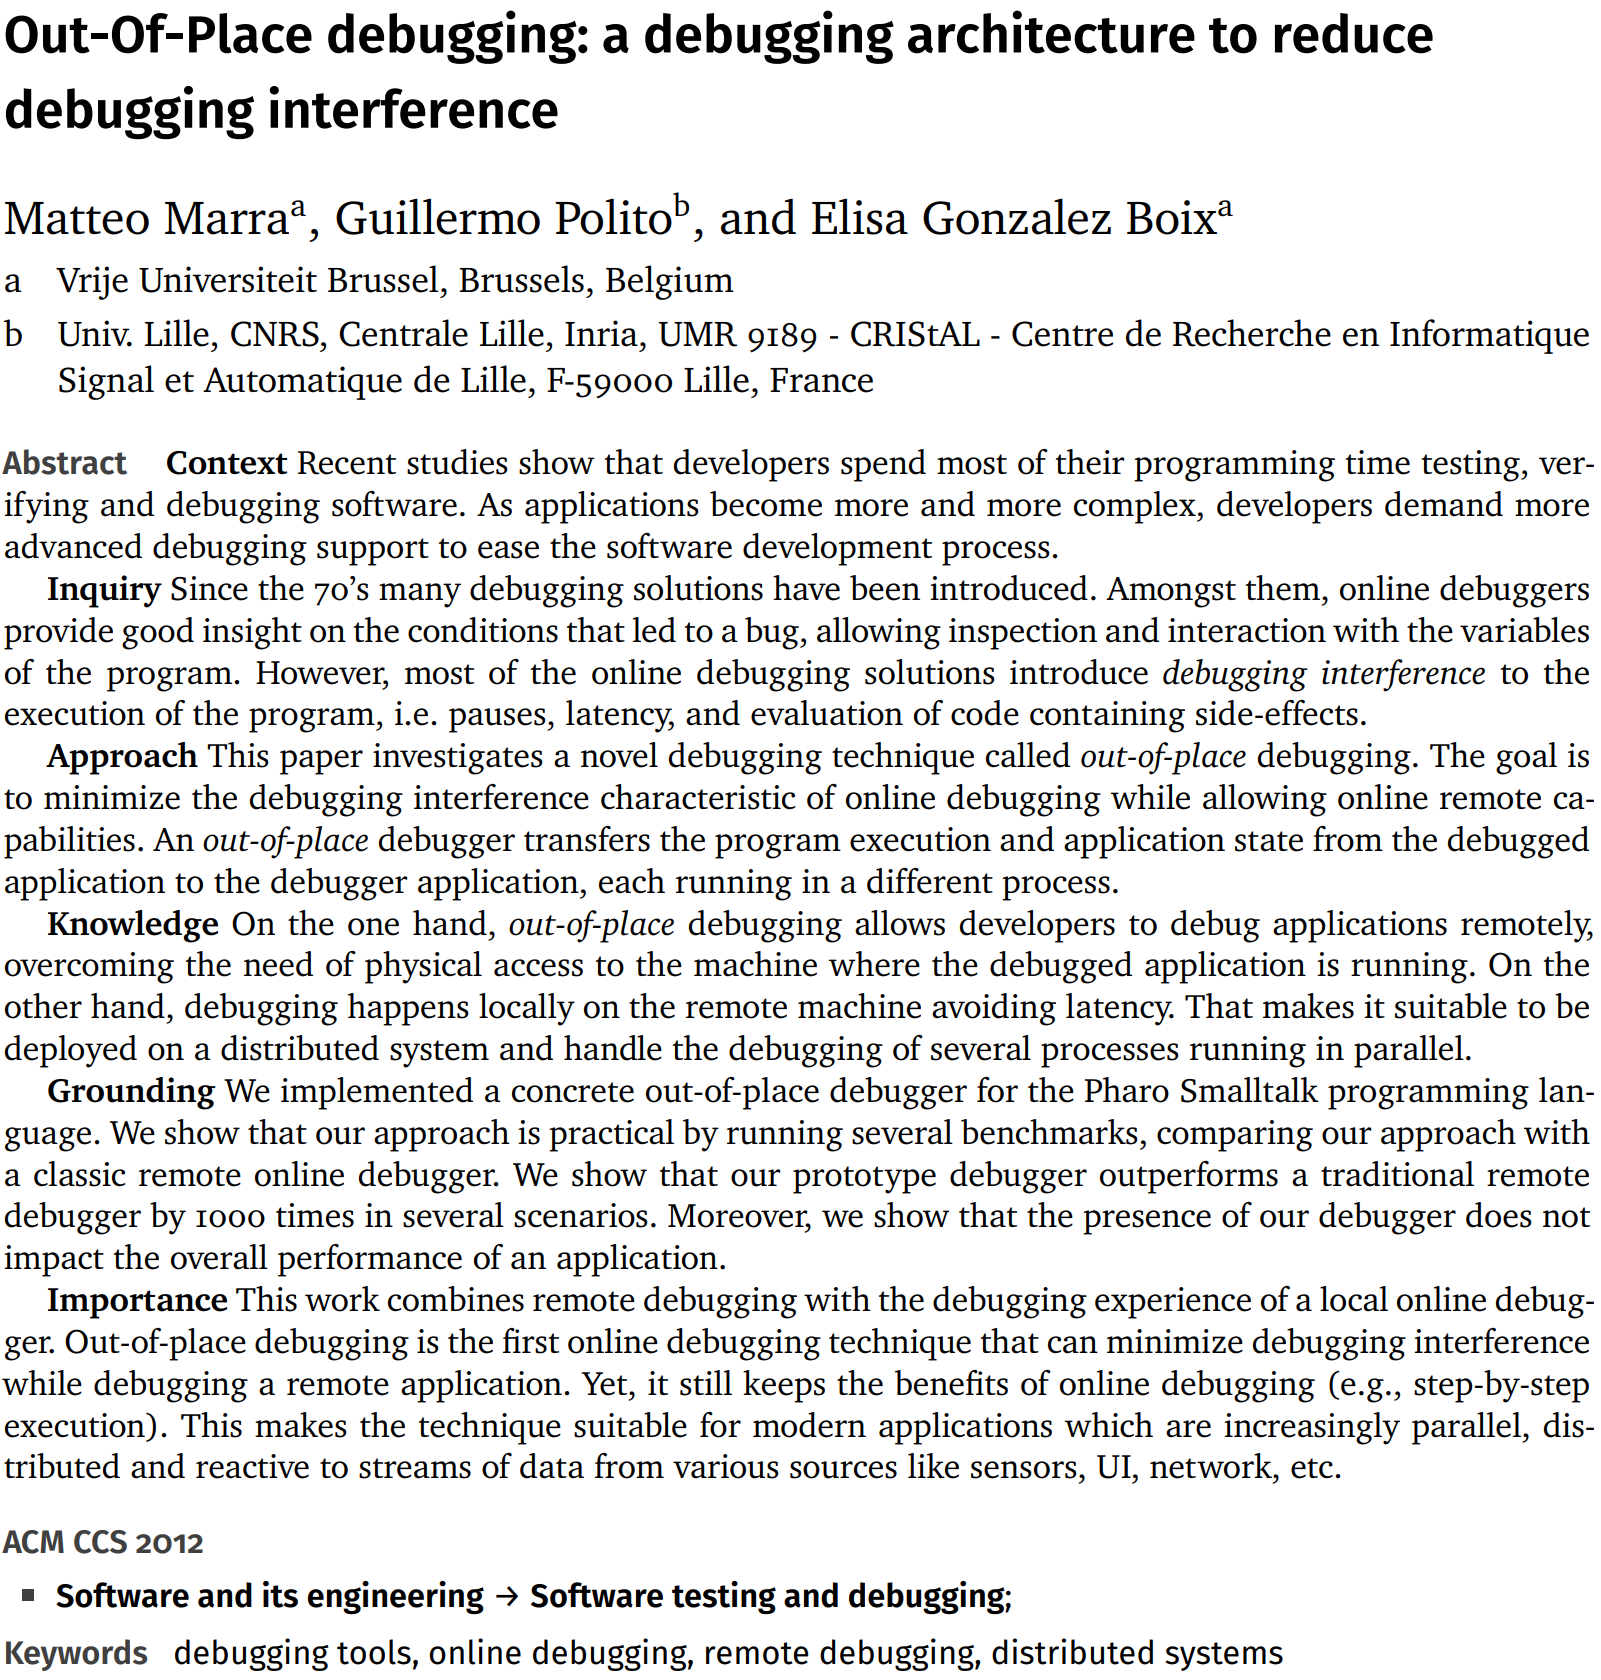 Out-Of-Place debugging: a debugging architecture to reduce
debugging interference
Matteo Marraᵃ, Guillermo Politoᵇ, and Elisa Gonzalez Boixᵃ
a Vrije Universiteit Brussel, Brussels, Belgium
b Univ. Lille, CNRS, Centrale Lille, Inria, UMR 9189 - CRIStAL - Centre de Recherche en Informatique
Signal et Automatique de Lille, F-59000 Lille, France
Abstract Context Recent studies show that developers spend most of their programming time testing, ver-
ifying and debugging software. As applications become more and more complex, developers demand more
advanced debugging support to ease the software development process.
Inquiry Since the 70’s many debugging solutions have been introduced. Amongst them, online debuggers
provide good insight on the conditions that led to a bug, allowing inspection and interaction with the variables
of the program. However, most of the online debugging solutions introduce debugging interference to the
execution of the program, i.e. pauses, latency, and evaluation of code containing side-effects.
Approach This paper investigates a novel debugging technique called out-of-place debugging. The goal is
to minimize the debugging interference characteristic of online debugging while allowing online remote ca-
pabilities. An out-of-place debugger transfers the program execution and application state from the debugged
application to the debugger application, each running in a different process.
Knowledge On the one hand, out-of-place debugging allows developers to debug applications remotely,
overcoming the need of physical access to the machine where the debugged application is running. On the
other hand, debugging happens locally on the remote machine avoiding latency. That makes it suitable to be
deployed on a distributed system and handle the debugging of several processes running in parallel.
Grounding We implemented a concrete out-of-place debugger for the Pharo Smalltalk programming lan-
guage. We show that our approach is practical by running several benchmarks, comparing our approach with
a classic remote online debugger. We show that our prototype debugger outperforms a traditional remote
debugger by 1000 times in several scenarios. Moreover, we show that the presence of our debugger does not
impact the overall performance of an application.
Importance This work combines remote debugging with the debugging experience of a local online debug-
ger. Out-of-place debugging is the first online debugging technique that can minimize debugging interference
while debugging a remote application. Yet, it still keeps the benefits of online debugging (e.g., step-by-step
execution). This makes the technique suitable for modern applications which are increasingly parallel, dis-
tributed and reactive to streams of data from various sources like sensors, UI, network, etc.
ACM CCS 2012
▪ Software and its engineering → Software testing and debugging;
Keywords debugging tools, online debugging, remote debugging, distributed systems